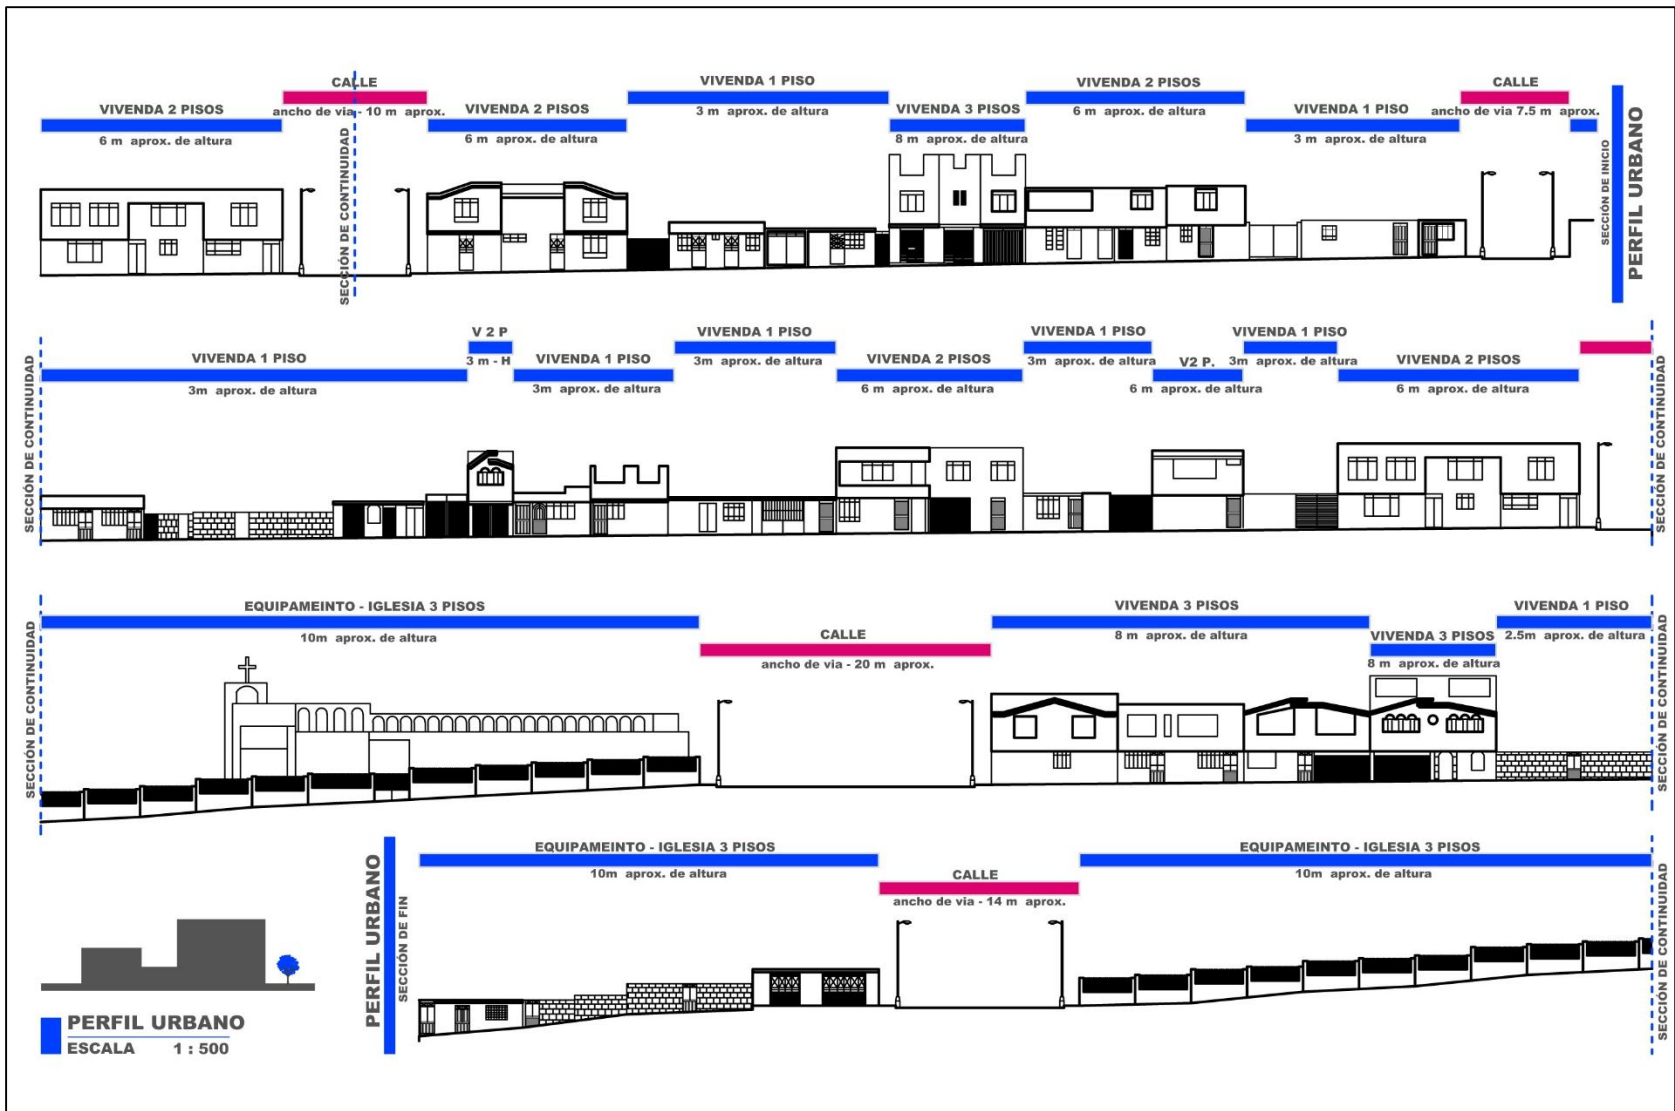 CALLE
ancho de via - 10 m  aprox.
VIVENDA 2 PISOS
6 m  aprox. de altura
SECCIÓN DE CONTINUIDAD
VIVENDA 2 PISOS
6 m  aprox. de altura
VIVENDA 1 PISO
3 m  aprox. de altura
VIVENDA 3 PISOS
8 m  aprox. de altura
VIVENDA 2 PISOS
6 m  aprox. de altura
VIVENDA 1 PISO
3 m  aprox. de altura
CALLE
ancho de via 7.5 m  aprox.
SECCIÓN DE INICIO
PERFIL URBANO
SECCIÓN DE CONTINUIDAD
VIVENDA 1 PISO
3m  aprox. de altura
V 2 P
3 m - H
VIVENDA 1 PISO
3m  aprox. de altura
VIVENDA 1 PISO
3m  aprox. de altura
VIVENDA 2 PISOS
6 m  aprox. de altura
VIVENDA 1 PISO
3m  aprox. de altura
V2 P.
6 m  aprox. de altura
VIVENDA 1 PISO
3m  aprox. de altura
VIVENDA 2 PISOS
6 m  aprox. de altura
SECCIÓN DE CONTINUIDAD
SECCIÓN DE CONTINUIDAD
EQUIPAMEINTO - IGLESIA 3 PISOS
10m  aprox. de altura
CALLE
ancho de via - 20 m  aprox.
VIVENDA 3 PISOS
8 m  aprox. de altura
VIVENDA 3 PISOS
8 m  aprox. de altura
VIVENDA 1 PISO
2.5m  aprox. de altura
SECCIÓN DE CONTINUIDAD
PERFIL URBANO
SECCIÓN DE FIN
EQUIPAMEINTO - IGLESIA 3 PISOS
10m  aprox. de altura
CALLE
ancho de via - 14 m  aprox.
EQUIPAMEINTO - IGLESIA 3 PISOS
10m  aprox. de altura
SECCIÓN DE CONTINUIDAD
PERFIL URBANO
ESCALA 1 : 500